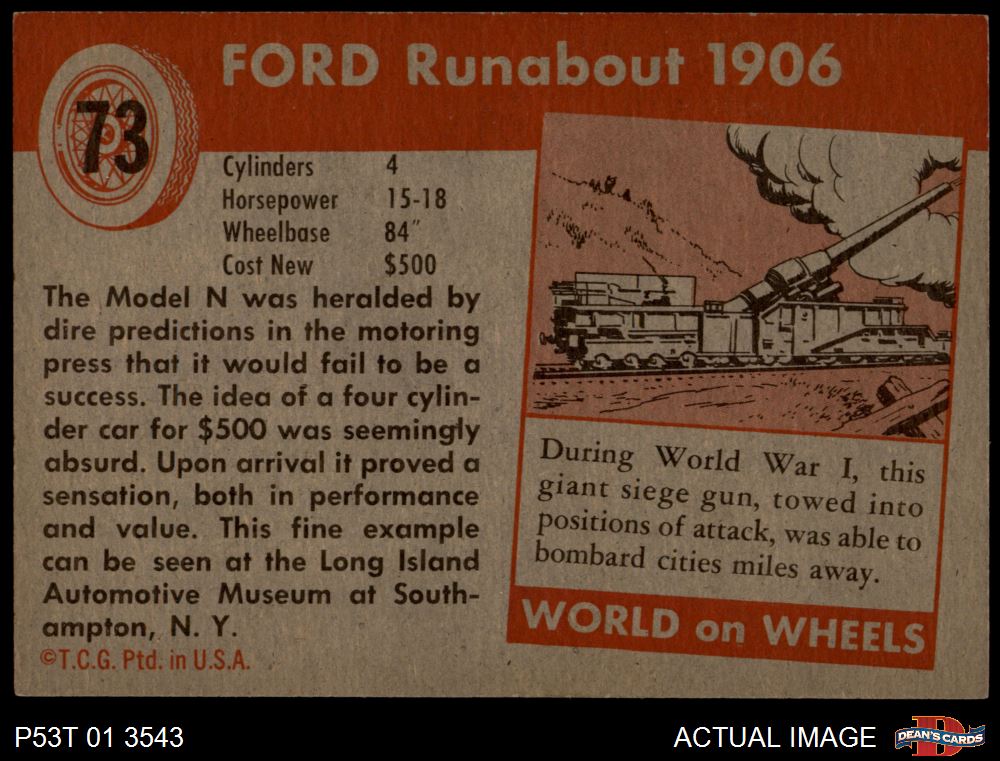 73
FORD Runabout 1906
Cylinders 4
Horsepower 15-18
Wheelbase 84"
Cost New $500
The Model N was heralded by
dire predictions in the motoring
press that it would fail to be a
success. The idea of a four cylin-
der car for $500 was seemingly
absurd. Upon arrival it proved a
sensation, both in performance
and value. This fine example
can be seen at the Long Island
Automotive Museum at South-
ampton, N. Y.
©T.C.G. Ptd. in U.S.A.
During World War I, this
giant siege gun, towed into
positions of attack, was able to
bombard cities miles away.
WORLD on WHEELS
P53T 01 3543
ACTUAL IMAGE
DEAN'S CARDS